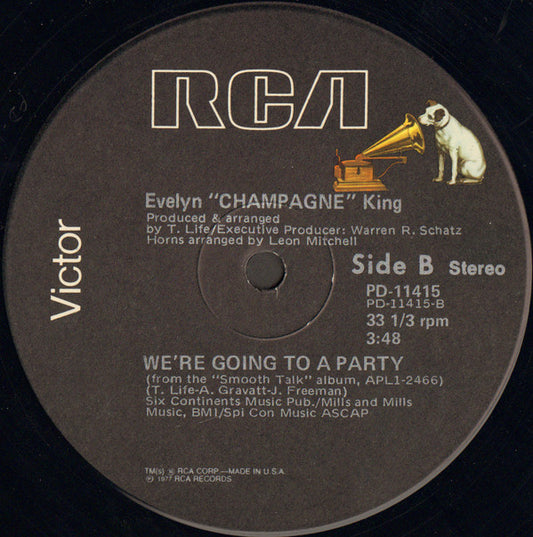 RCA
Victor
Evelyn "CHAMPAGNE" King
Produced & arranged
by T. Life/Executive Producer: Warren R. Schatz
Horns arranged by Leon Mitchell
Side B Stereo
PD-11415
PD-11415-B
33 1/3 rpm
3:48
WE'RE GOING TO A PARTY
(from the "Smooth Talk" album, APL1-2466)
(T. Life-A. Gravatt-J. Freeman)
Six Continents Music Pub./Mills and Mills
Music, BMI/Spi Con Music ASCAP
TM(s) ® RCA CORP.—MADE IN U.S.A.
℗ 1977 RCA RECORDS